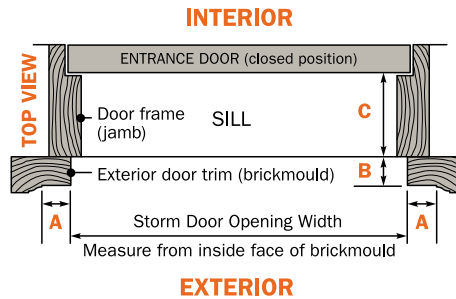 INTERIOR
ENTRANCE DOOR (closed position)
TOP VIEW
C
Door frame
(jamb)
SILL
Exterior door trim (brickmould)
B
A
Storm Door Opening Width
A
Measure from inside face of brickmould
EXTERIOR